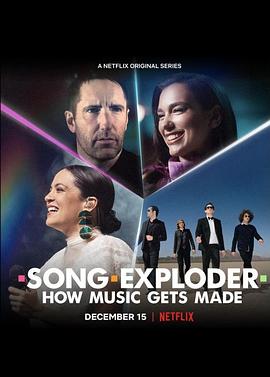 A NETFLIX ORIGINAL SERIES
SONG EXPLODER
HOW MUSIC GETS MADE
DECEMBER 15 | NETFLIX